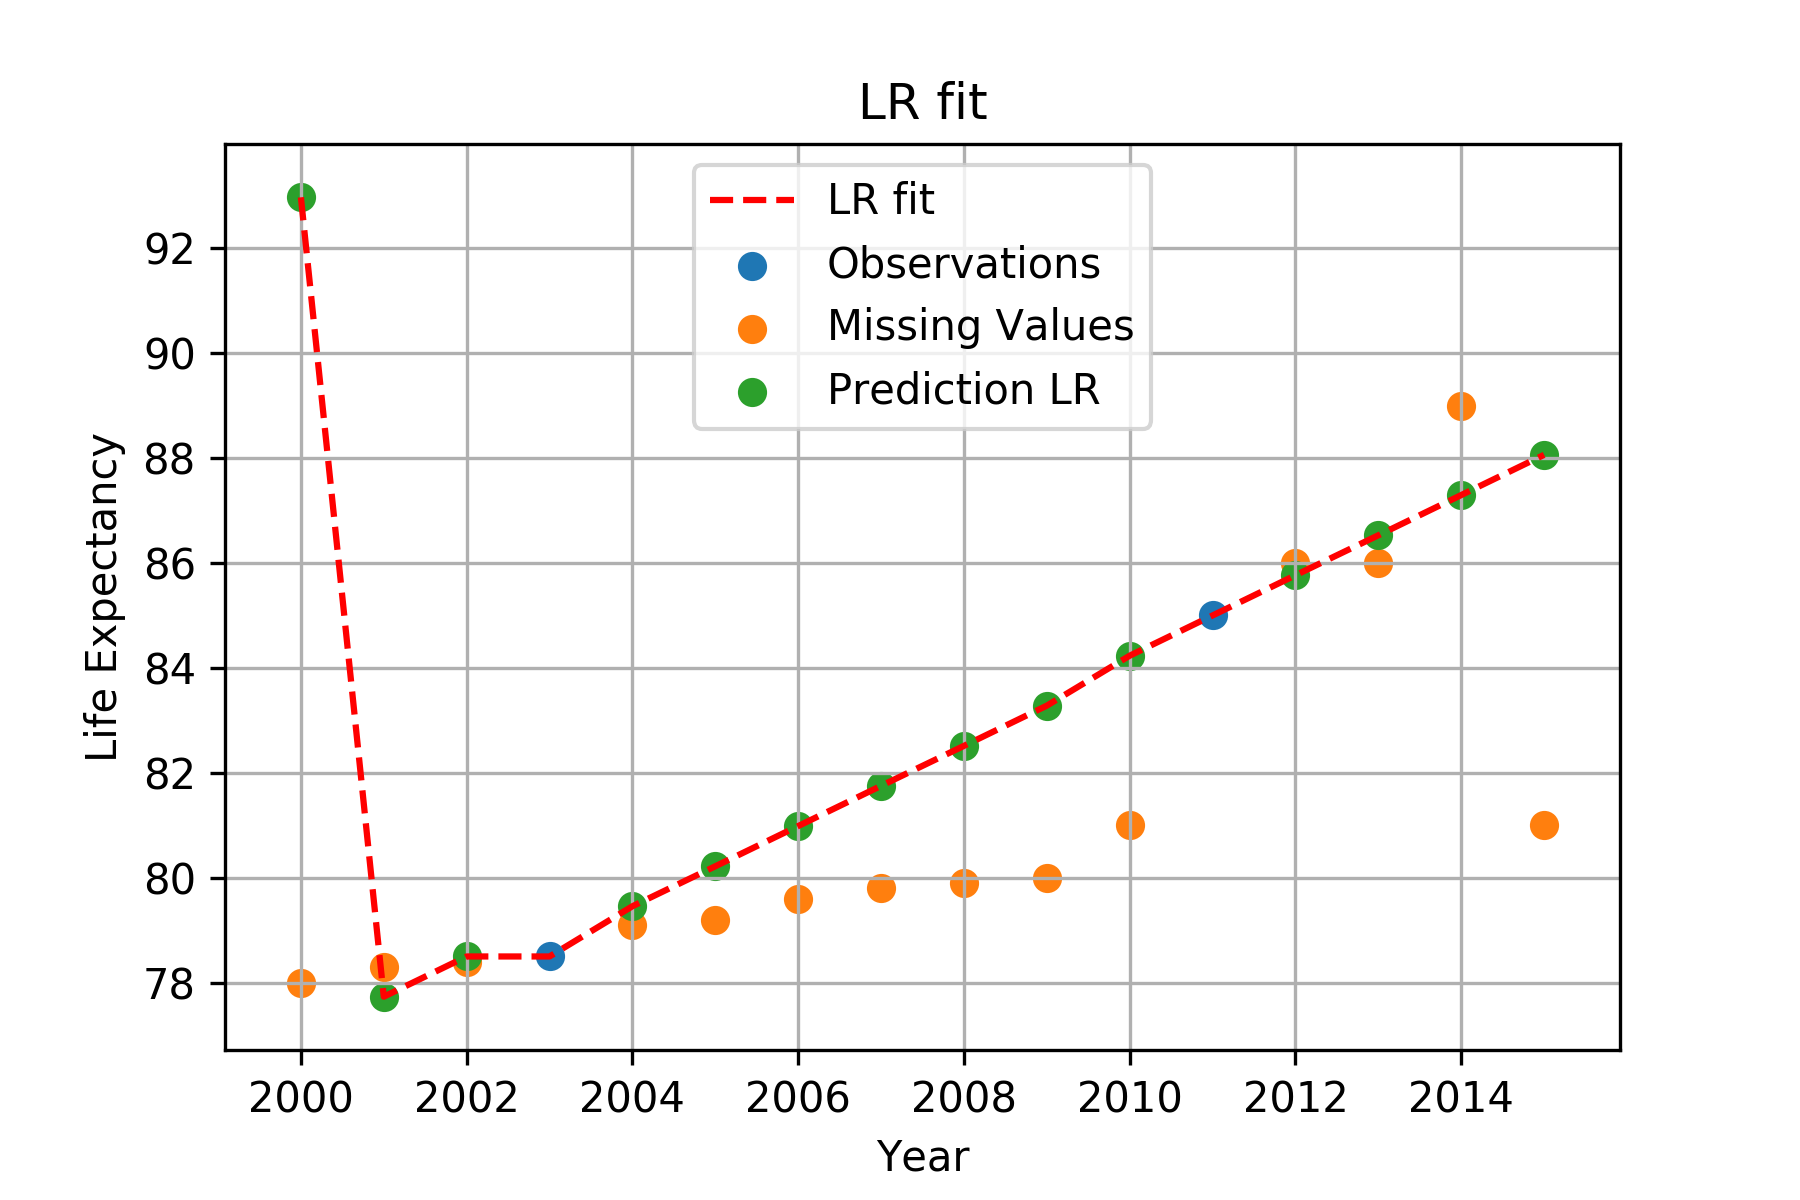 LR fit
LR fit
Observations
Missing Values
Prediction LR
Life Expectancy
92
90
88
86
84
82
80
78
2000 2002 2004 2006 2008 2010 2012 2014
Year